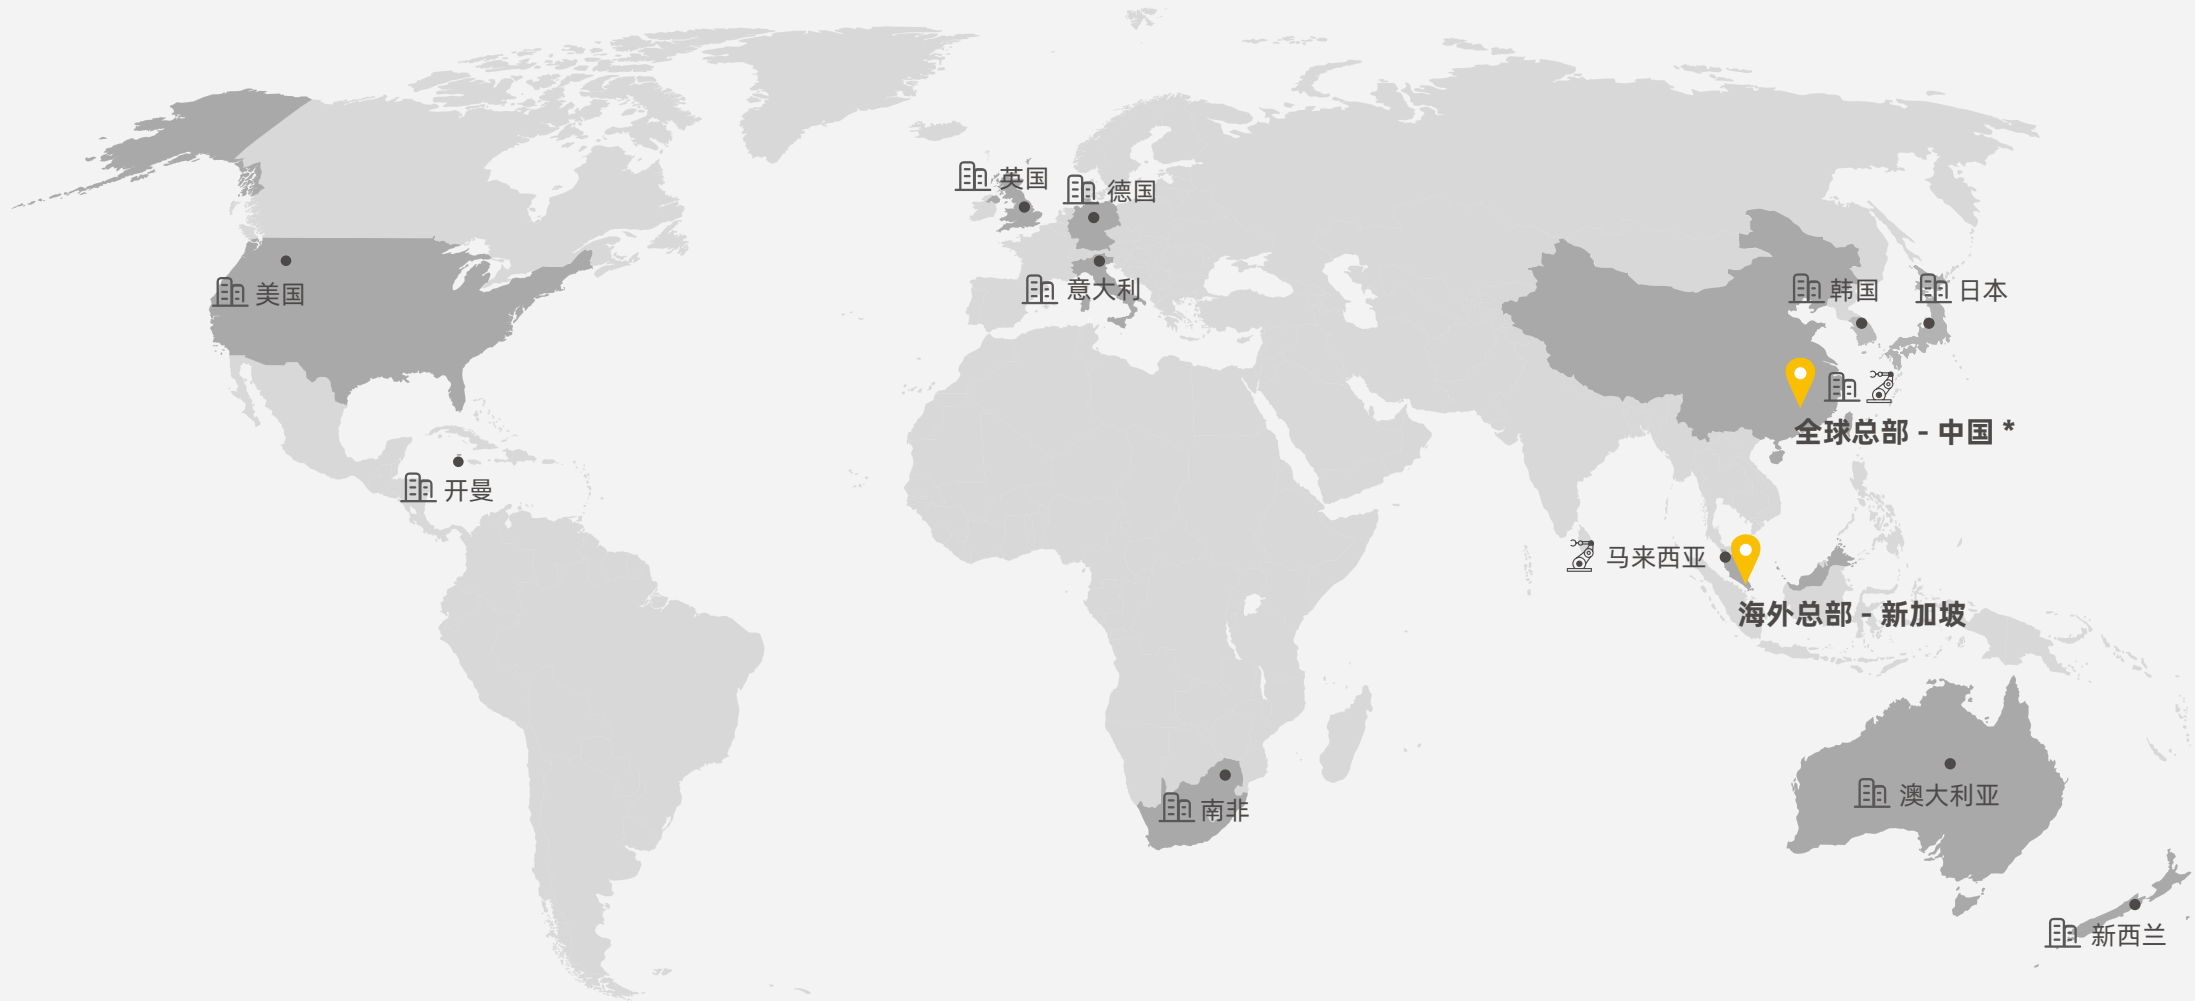 英国
德国
美国
意大利
韩国
日本
全球总部 - 中国 *
开曼
马来西亚
海外总部 - 新加坡
南非
澳大利亚
新西兰